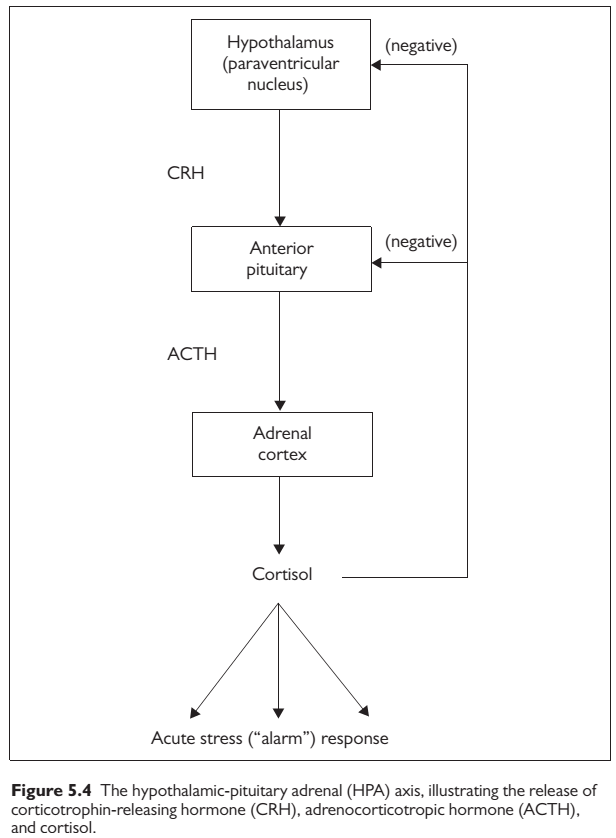 Hypothalamus
(paraventricular
nucleus)
(negative)
CRH
Anterior
pituitary
(negative)
ACTH
Adrenal
cortex
Cortisol
Acute stress (“alarm”) response
Figure 5.4 The hypothalamic-pituitary adrenal (HPA) axis, illustrating the release of
corticotrophin-releasing hormone (CRH), adrenocorticotropic hormone (ACTH),
and cortisol.